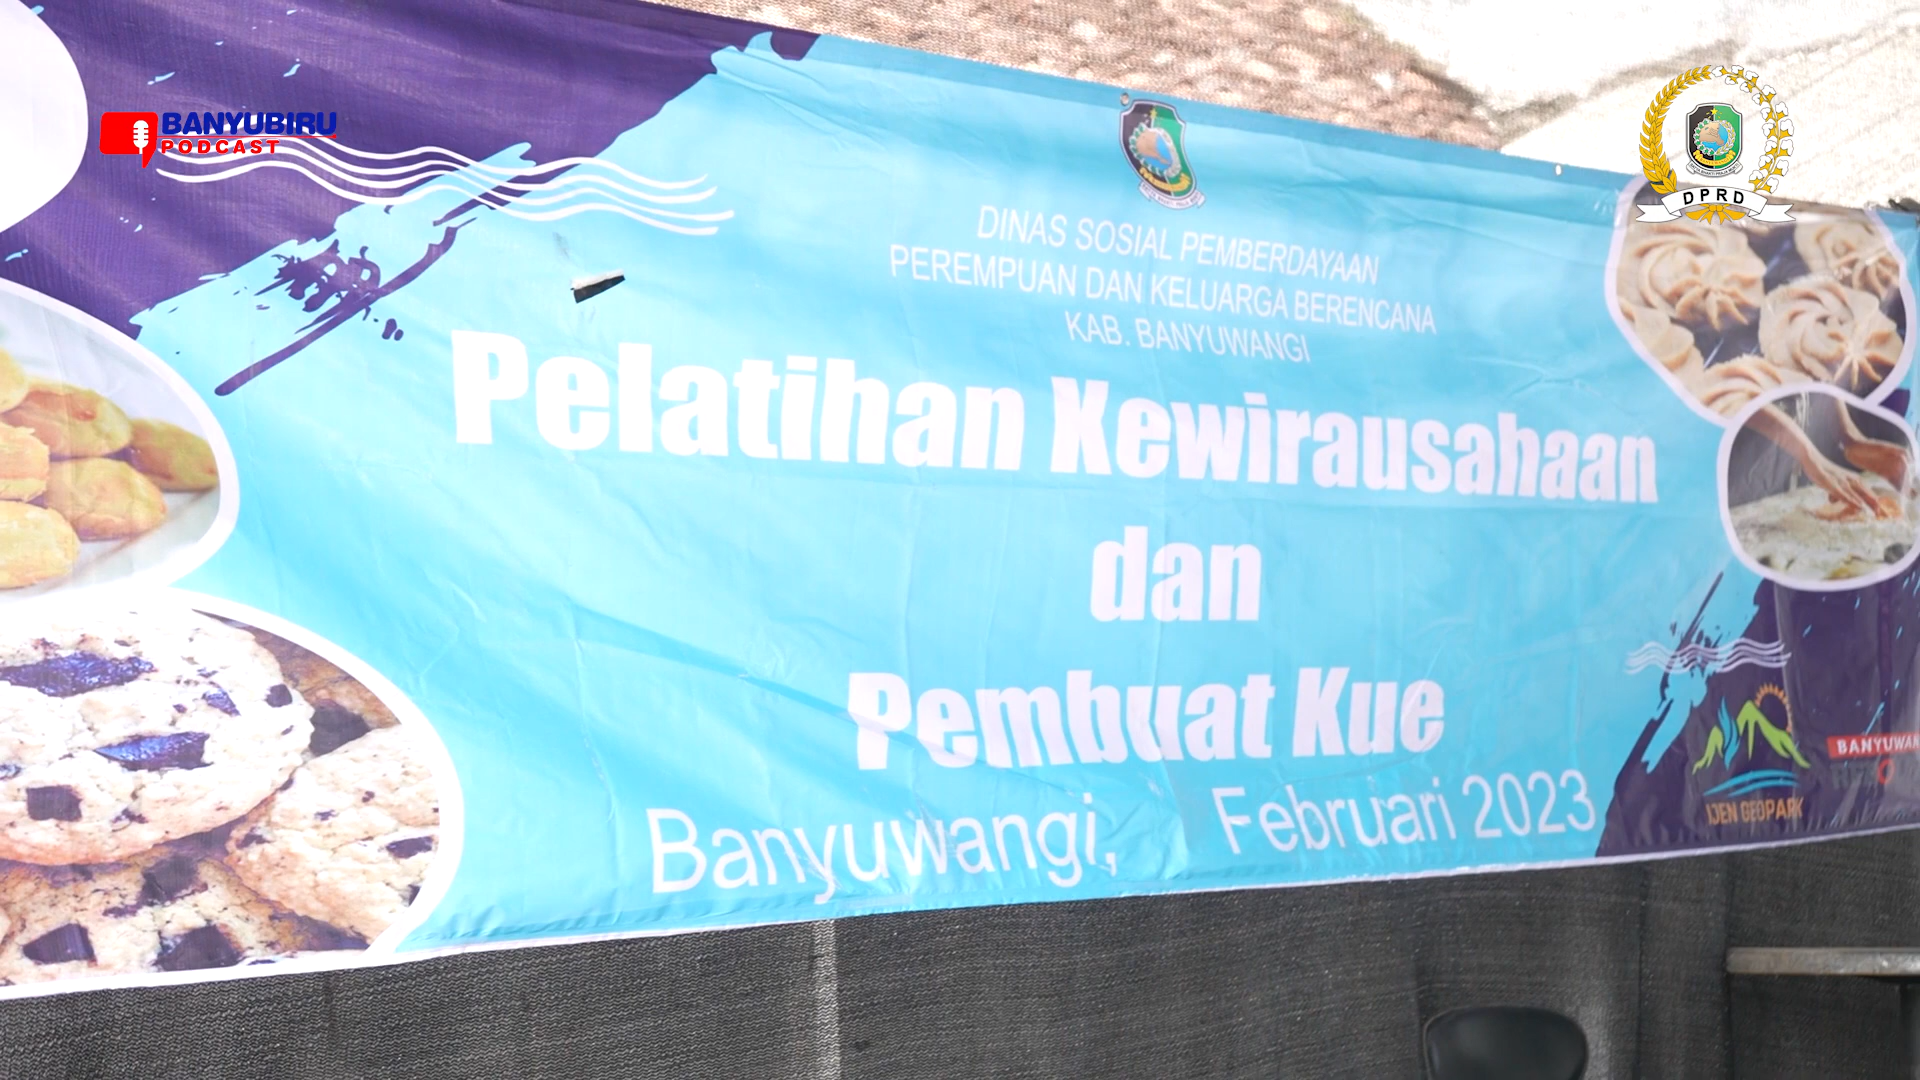 BANYUBIRU
PODCAST
DPRD
DINAS SOSIAL PEMBERDAYAAN
PEREMPUAN DAN KELUARGA BERENCANA
KAB. BANYUWANGI
Pelatihan Kewirausahaan
dan
Pembuat Kue
Banyuwangi, Februari 2023
IJEN GEOPARK